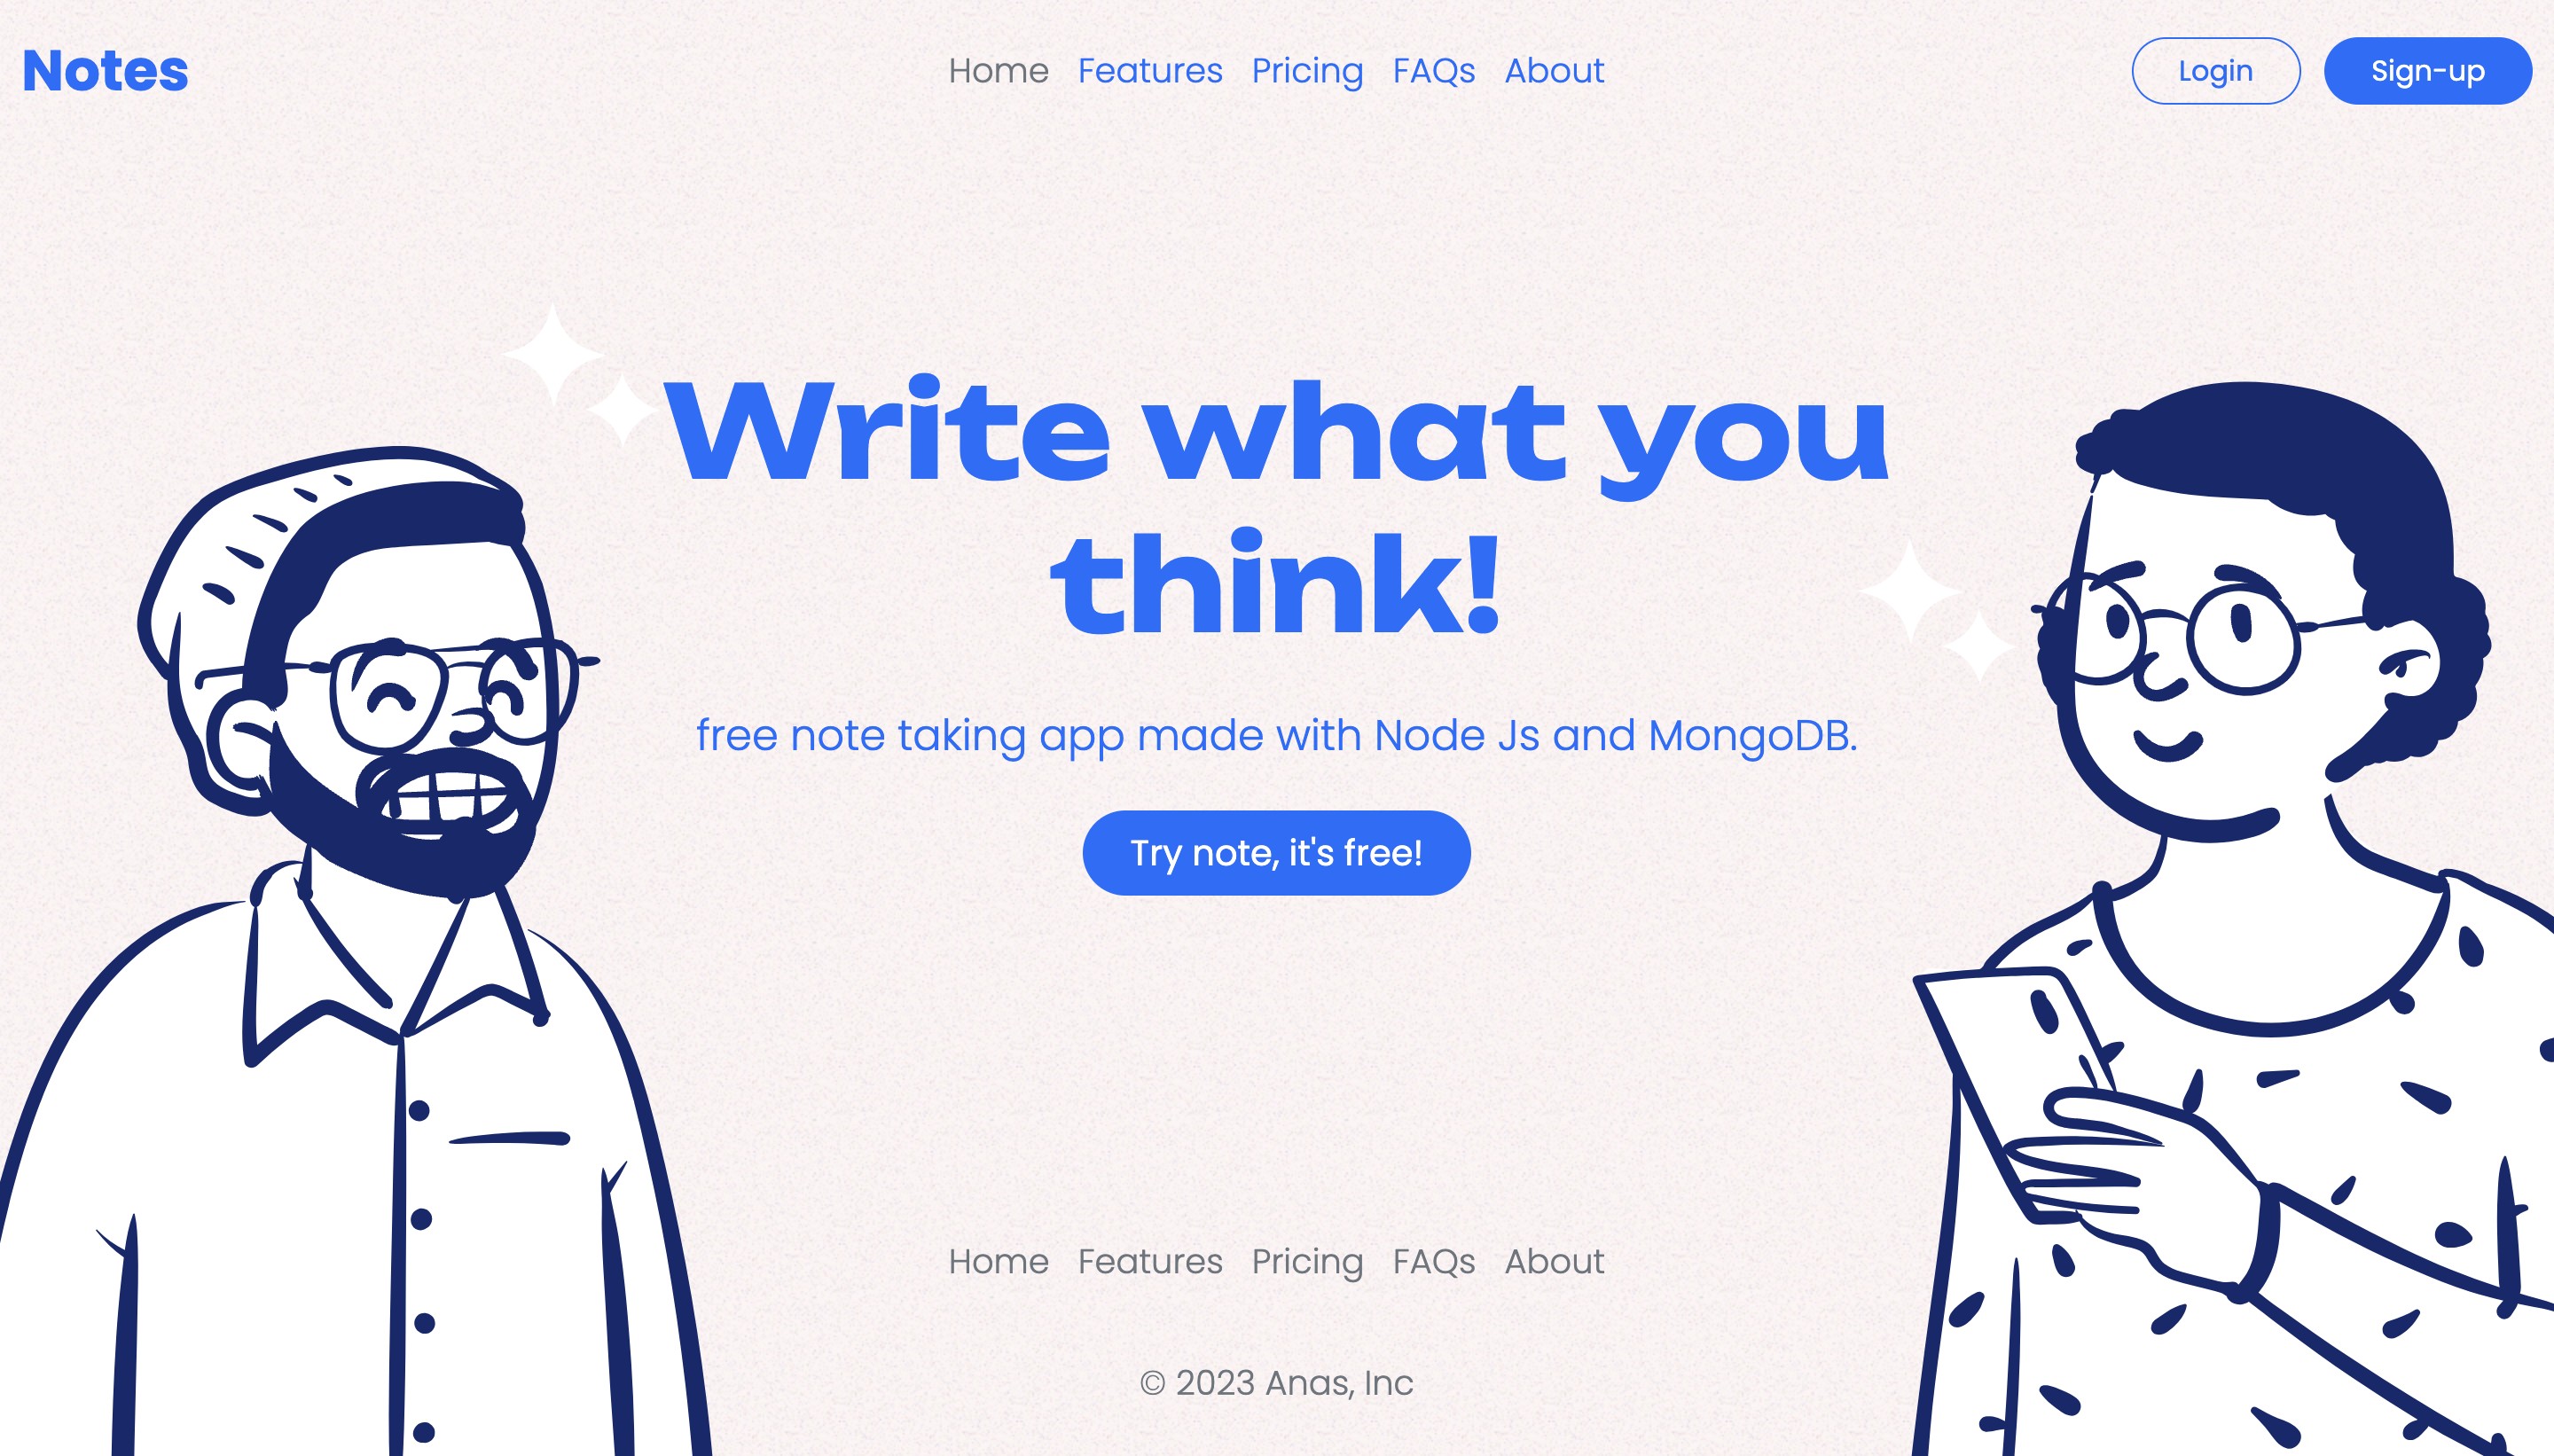 Notes
Home Features Pricing FAQs About
Login Sign-up
Write what you
think!
free note taking app made with Node Js and MongoDB.
Try note, it's free!
Home Features Pricing FAQs About
© 2023 Anas, Inc